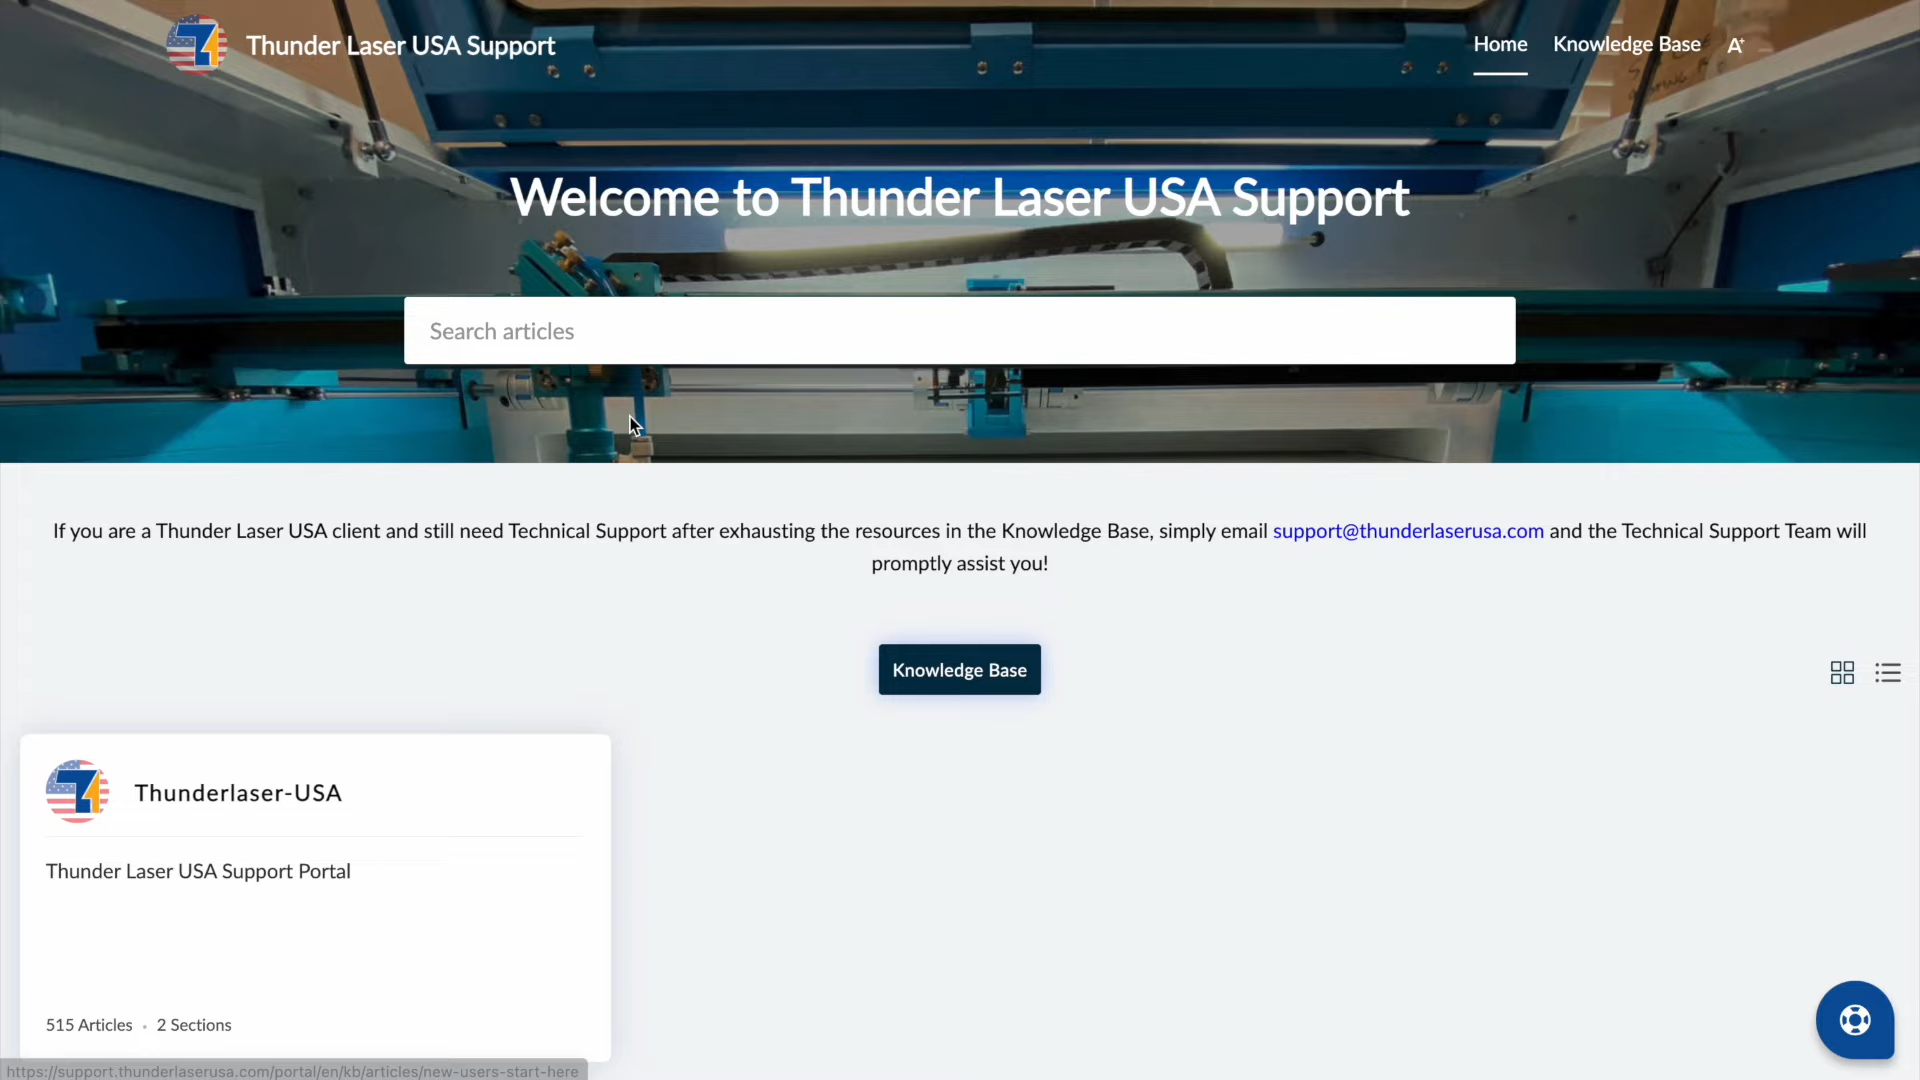 Thunder Laser USA Support
Home
Knowledge Base
A+
Welcome to Thunder Laser USA Support
Search articles
If you are a Thunder Laser USA client and still need Technical Support after exhausting the resources in the Knowledge Base, simply email support@thunderlaserusa.com and the Technical Support Team will
promptly assist you!
Knowledge Base
Thunderlaser-USA
Thunder Laser USA Support Portal
515 Articles • 2 Sections
https://support.thunderlaserusa.com/portal/en/kb/articles/new-users-start-here